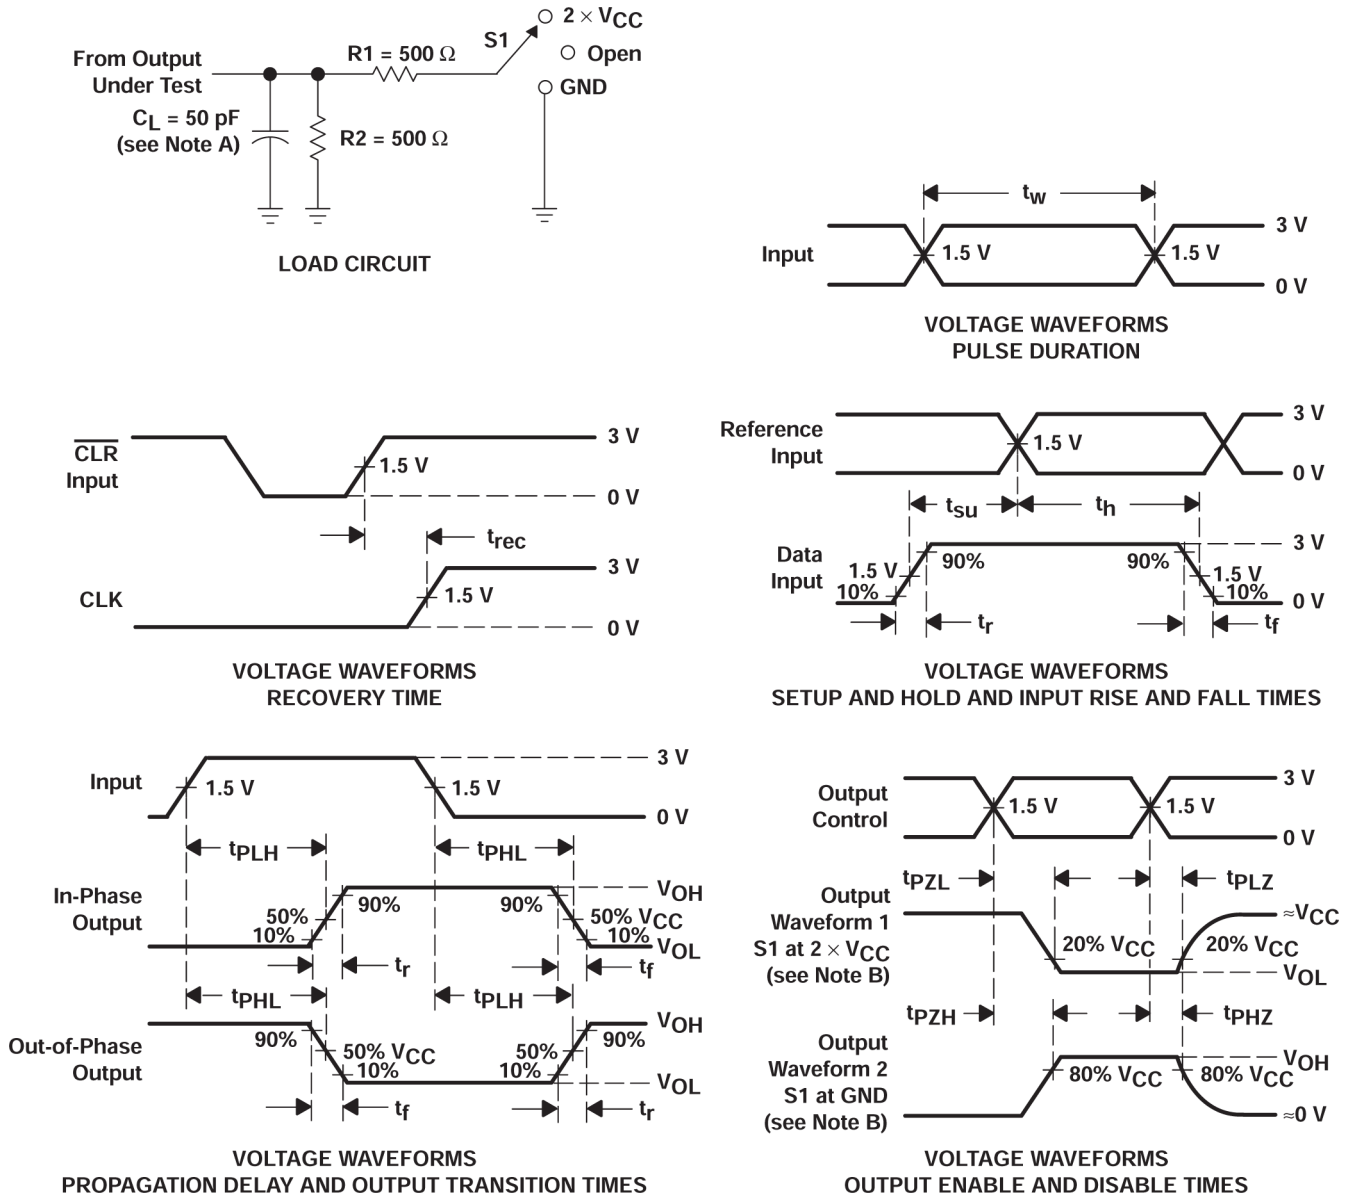 2 × VCC
S1
Open
GND
From Output
Under Test
R1 = 500 Ω
CL = 50 pF
(see Note A)
R2 = 500 Ω
LOAD CIRCUIT
tw
Input
1.5 V
1.5 V
3 V
0 V
VOLTAGE WAVEFORMS
PULSE DURATION
CLR
Input
1.5 V
3 V
0 V
trec
CLK
1.5 V
3 V
0 V
VOLTAGE WAVEFORMS
RECOVERY TIME
Reference
Input
1.5 V
3 V
0 V
tsu
th
Data
Input
1.5 V
10%
90%
90%
1.5 V
10%
3 V
0 V
tr
tf
VOLTAGE WAVEFORMS
SETUP AND HOLD AND INPUT RISE AND FALL TIMES
Input
1.5 V
1.5 V
3 V
0 V
tPLH
tPHL
In-Phase
Output
50%
10%
90%
90%
50% VCC
10%
VOH
VOL
tr
tf
tPHL
tPLH
Out-of-Phase
Output
90%
50% VCC
10%
50%
10%
90%
VOH
VOL
tf
tr
VOLTAGE WAVEFORMS
PROPAGATION DELAY AND OUTPUT TRANSITION TIMES
Output
Control
1.5 V
1.5 V
3 V
0 V
tPZL
tPLZ
Output
Waveform 1
S1 at 2 × VCC
(see Note B)
20% VCC
20% VCC
≈VCC
VOL
tPZH
tPHZ
Output
Waveform 2
S1 at GND
(see Note B)
80% VCC
80% VCC
VOH
≈0 V
VOLTAGE WAVEFORMS
OUTPUT ENABLE AND DISABLE TIMES